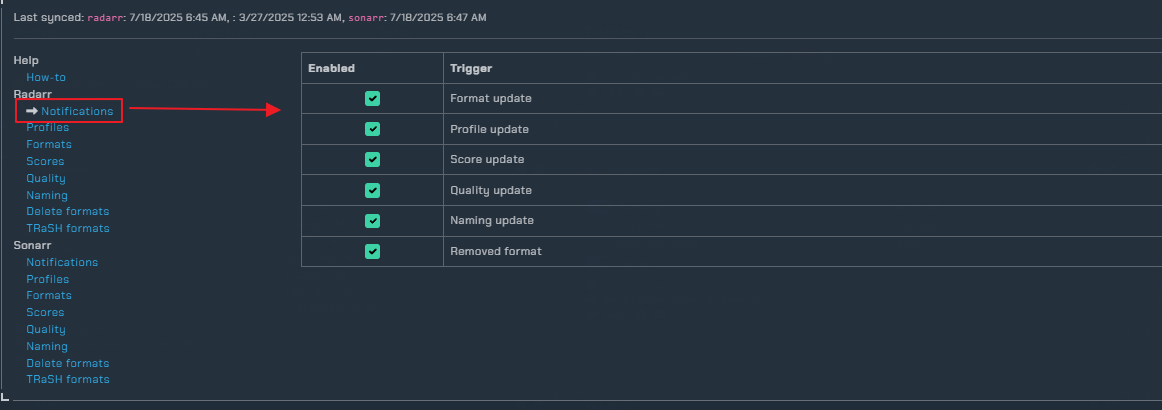 Last synced: radarr: 7/18/2025 6:45 AM, : 3/27/2025 12:53 AM, sonarr: 7/18/2025 6:47 AM
Help
How-to
Radarr
Notifications
Profiles
Formats
Scores
Quality
Naming
Delete formats
TRaSH formats
Sonarr
Notifications
Profiles
Formats
Scores
Quality
Naming
Delete formats
TRaSH formats
Enabled Trigger
Format update
Profile update
Score update
Quality update
Naming update
Removed format